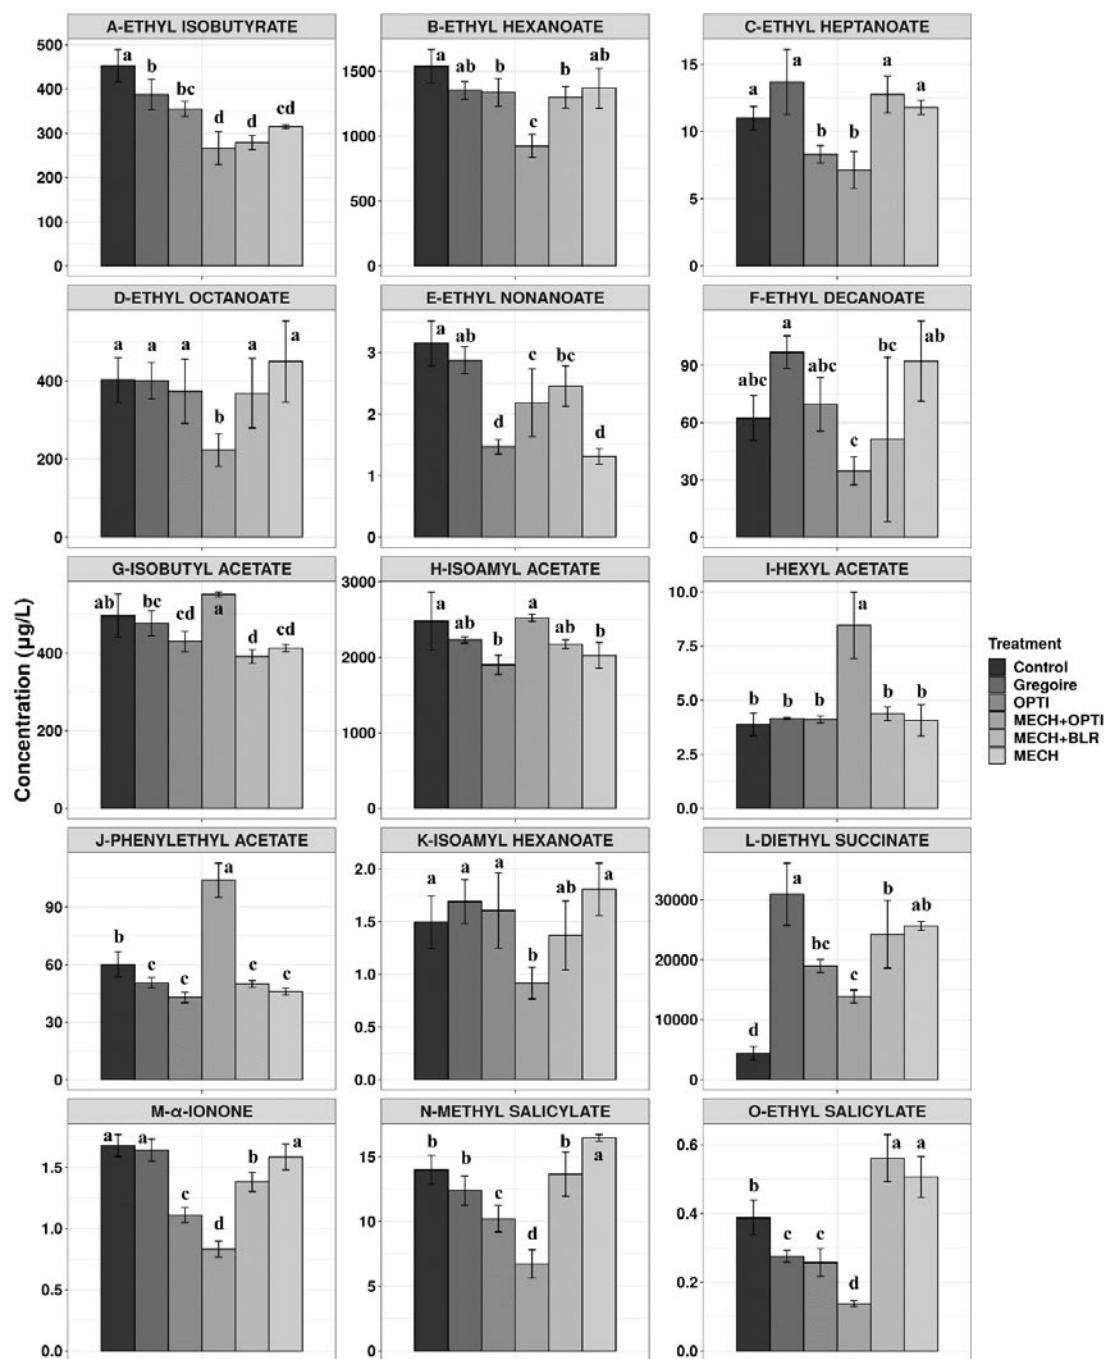 A-ETHYL ISOBUTYRATE
B-ETHYL HEXANOATE
C-ETHYL HEPTANOATE
500
400
300
200
100
0
a
b
bc
d
d
cd
1500
1000
500
0
a
ab
b
c
b
ab
15
10
5
0
a
a
b
b
a
a
D-ETHYL OCTANOATE
E-ETHYL NONANOATE
F-ETHYL DECANOATE
400
200
0
a
a
a
b
a
a
3
2
1
0
a
ab
d
c
bc
d
90
60
30
0
abc
a
abc
c
bc
ab
G-ISOBUTYL ACETATE
H-ISOAMYL ACETATE
I-HEXYL ACETATE
400
200
0
ab
bc
cd
a
d
cd
3000
2000
1000
0
a
ab
b
a
ab
b
10.0
7.5
5.0
2.5
0.0
b
b
b
a
b
b
Concentration (µg/L)
Treatment
Control
Gregoire
OPTI
MECH+OPTI
MECH+BLR
MECH
J-PHENYLETHYL ACETATE
K-ISOAMYL HEXANOATE
L-DIETHYL SUCCINATE
90
60
30
0
b
c
c
a
c
c
2.0
1.5
1.0
0.5
0.0
a
a
a
b
ab
a
30000
20000
10000
0
d
a
bc
c
b
ab
M-α-IONONE
N-METHYL SALICYLATE
O-ETHYL SALICYLATE
1.5
1.0
0.5
0.0
a
a
c
d
b
a
15
10
5
0
b
b
c
d
b
a
0.6
0.4
0.2
0.0
b
c
c
d
a
a